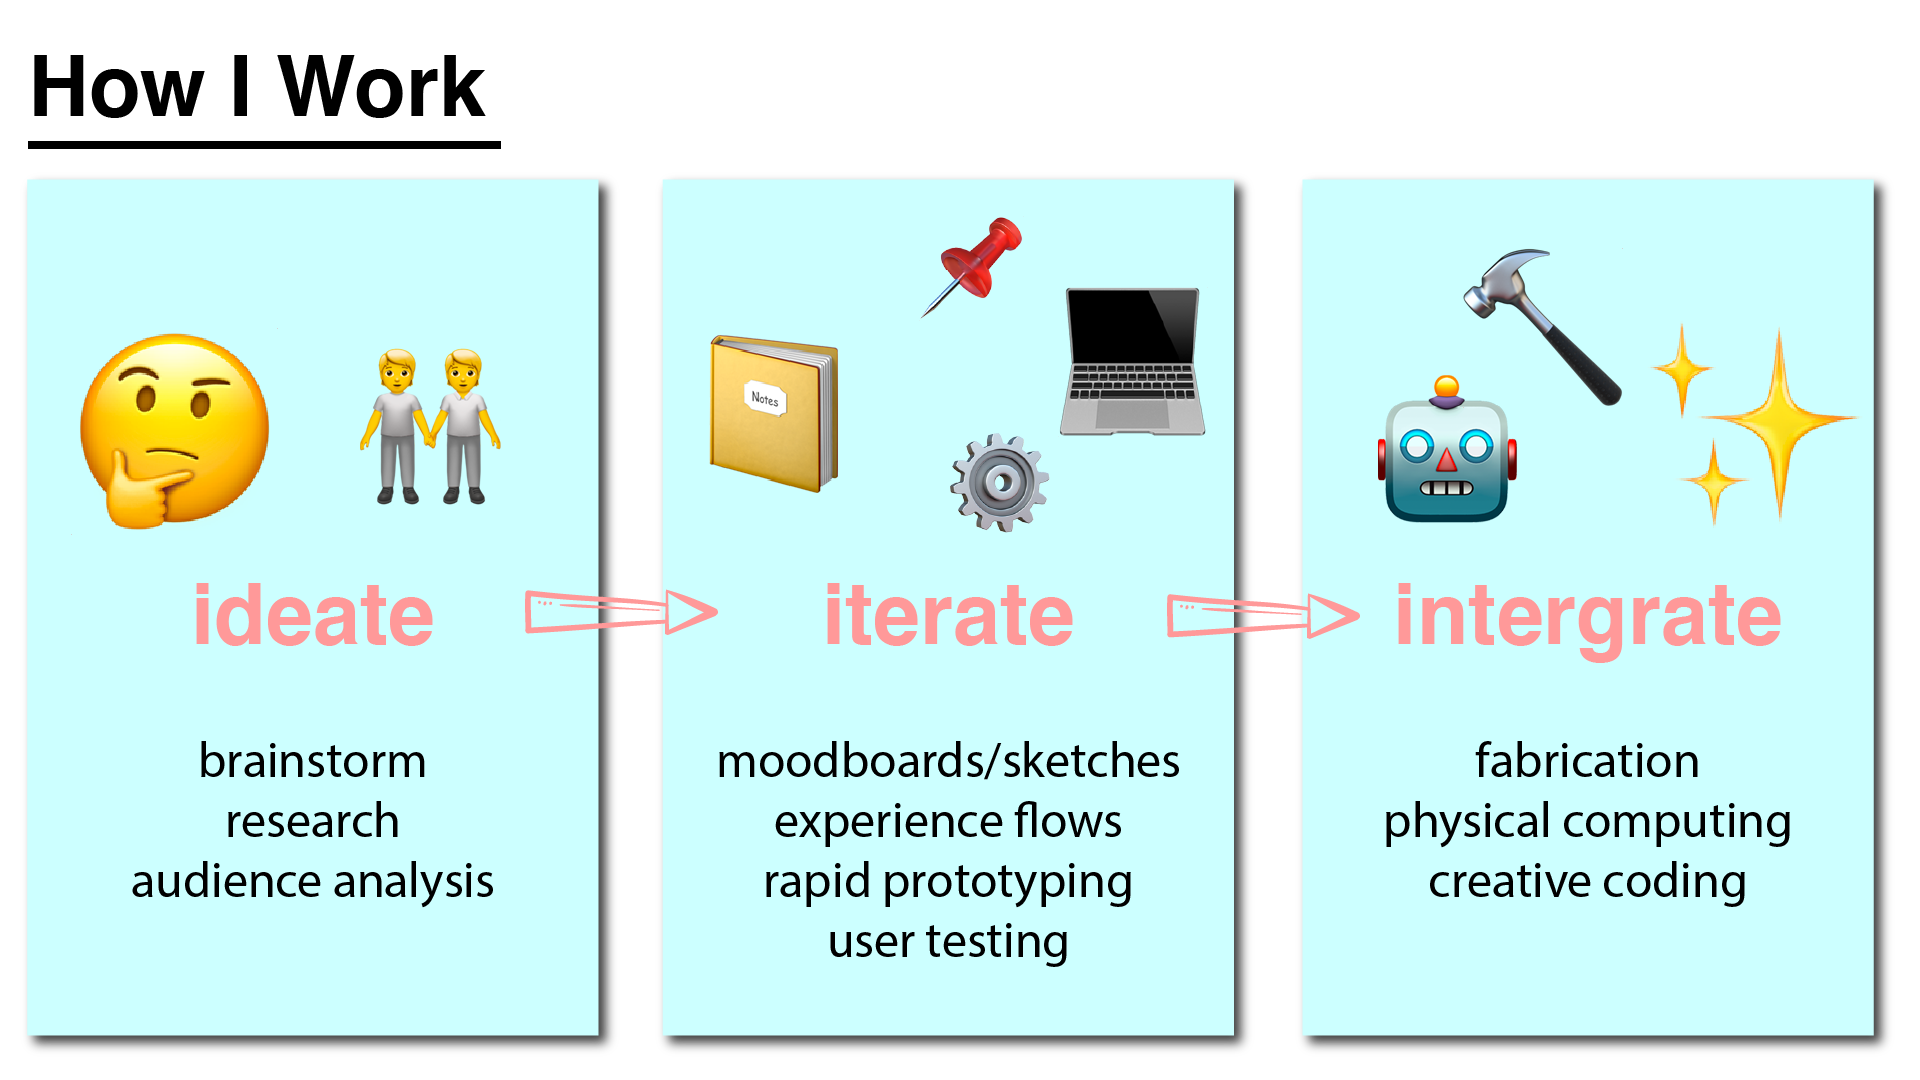 How I Work
Notes
ideate
iterate
intergrate
brainstorm
research
audience analysis
moodboards/sketches
experience flows
rapid prototyping
user testing
fabrication
physical computing
creative coding